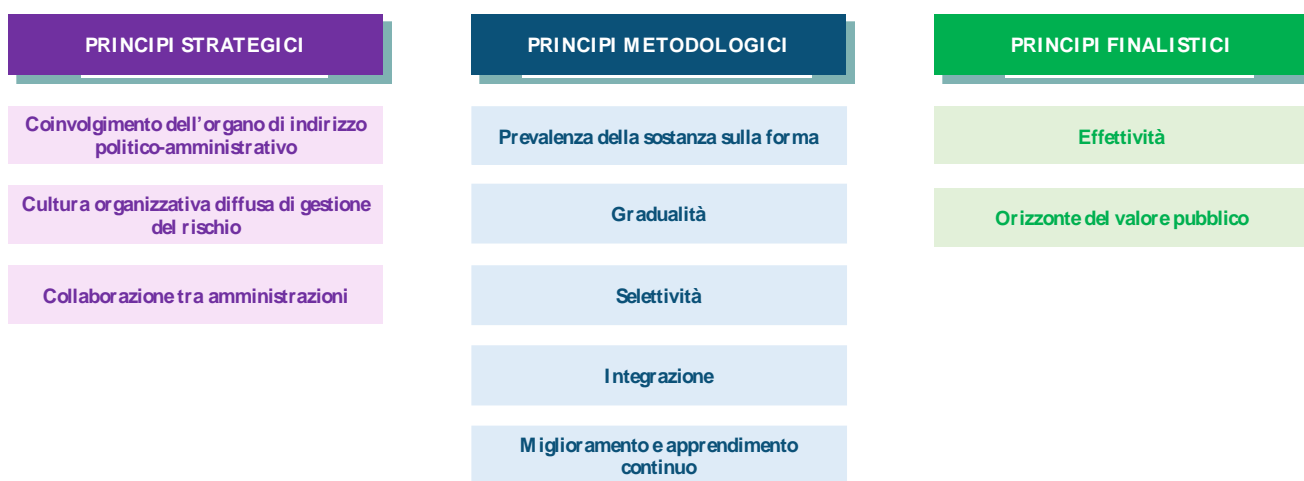 PRINCIPI STRATEGICI
Coinvolgimento dell'organo di indirizzo
politico-amministrativo
Cultura organizzativa diffusa di gestione
del rischio
Collaborazione tra amministrazioni
PRINCIPI METODOLOGICI
Prevalenza della sostanza sulla forma
Gradualità
Selettività
Integrazione
Miglioramento e apprendimento
continuo
PRINCIPI FINALISTICI
Effettività
Orizzonte del valore pubblico